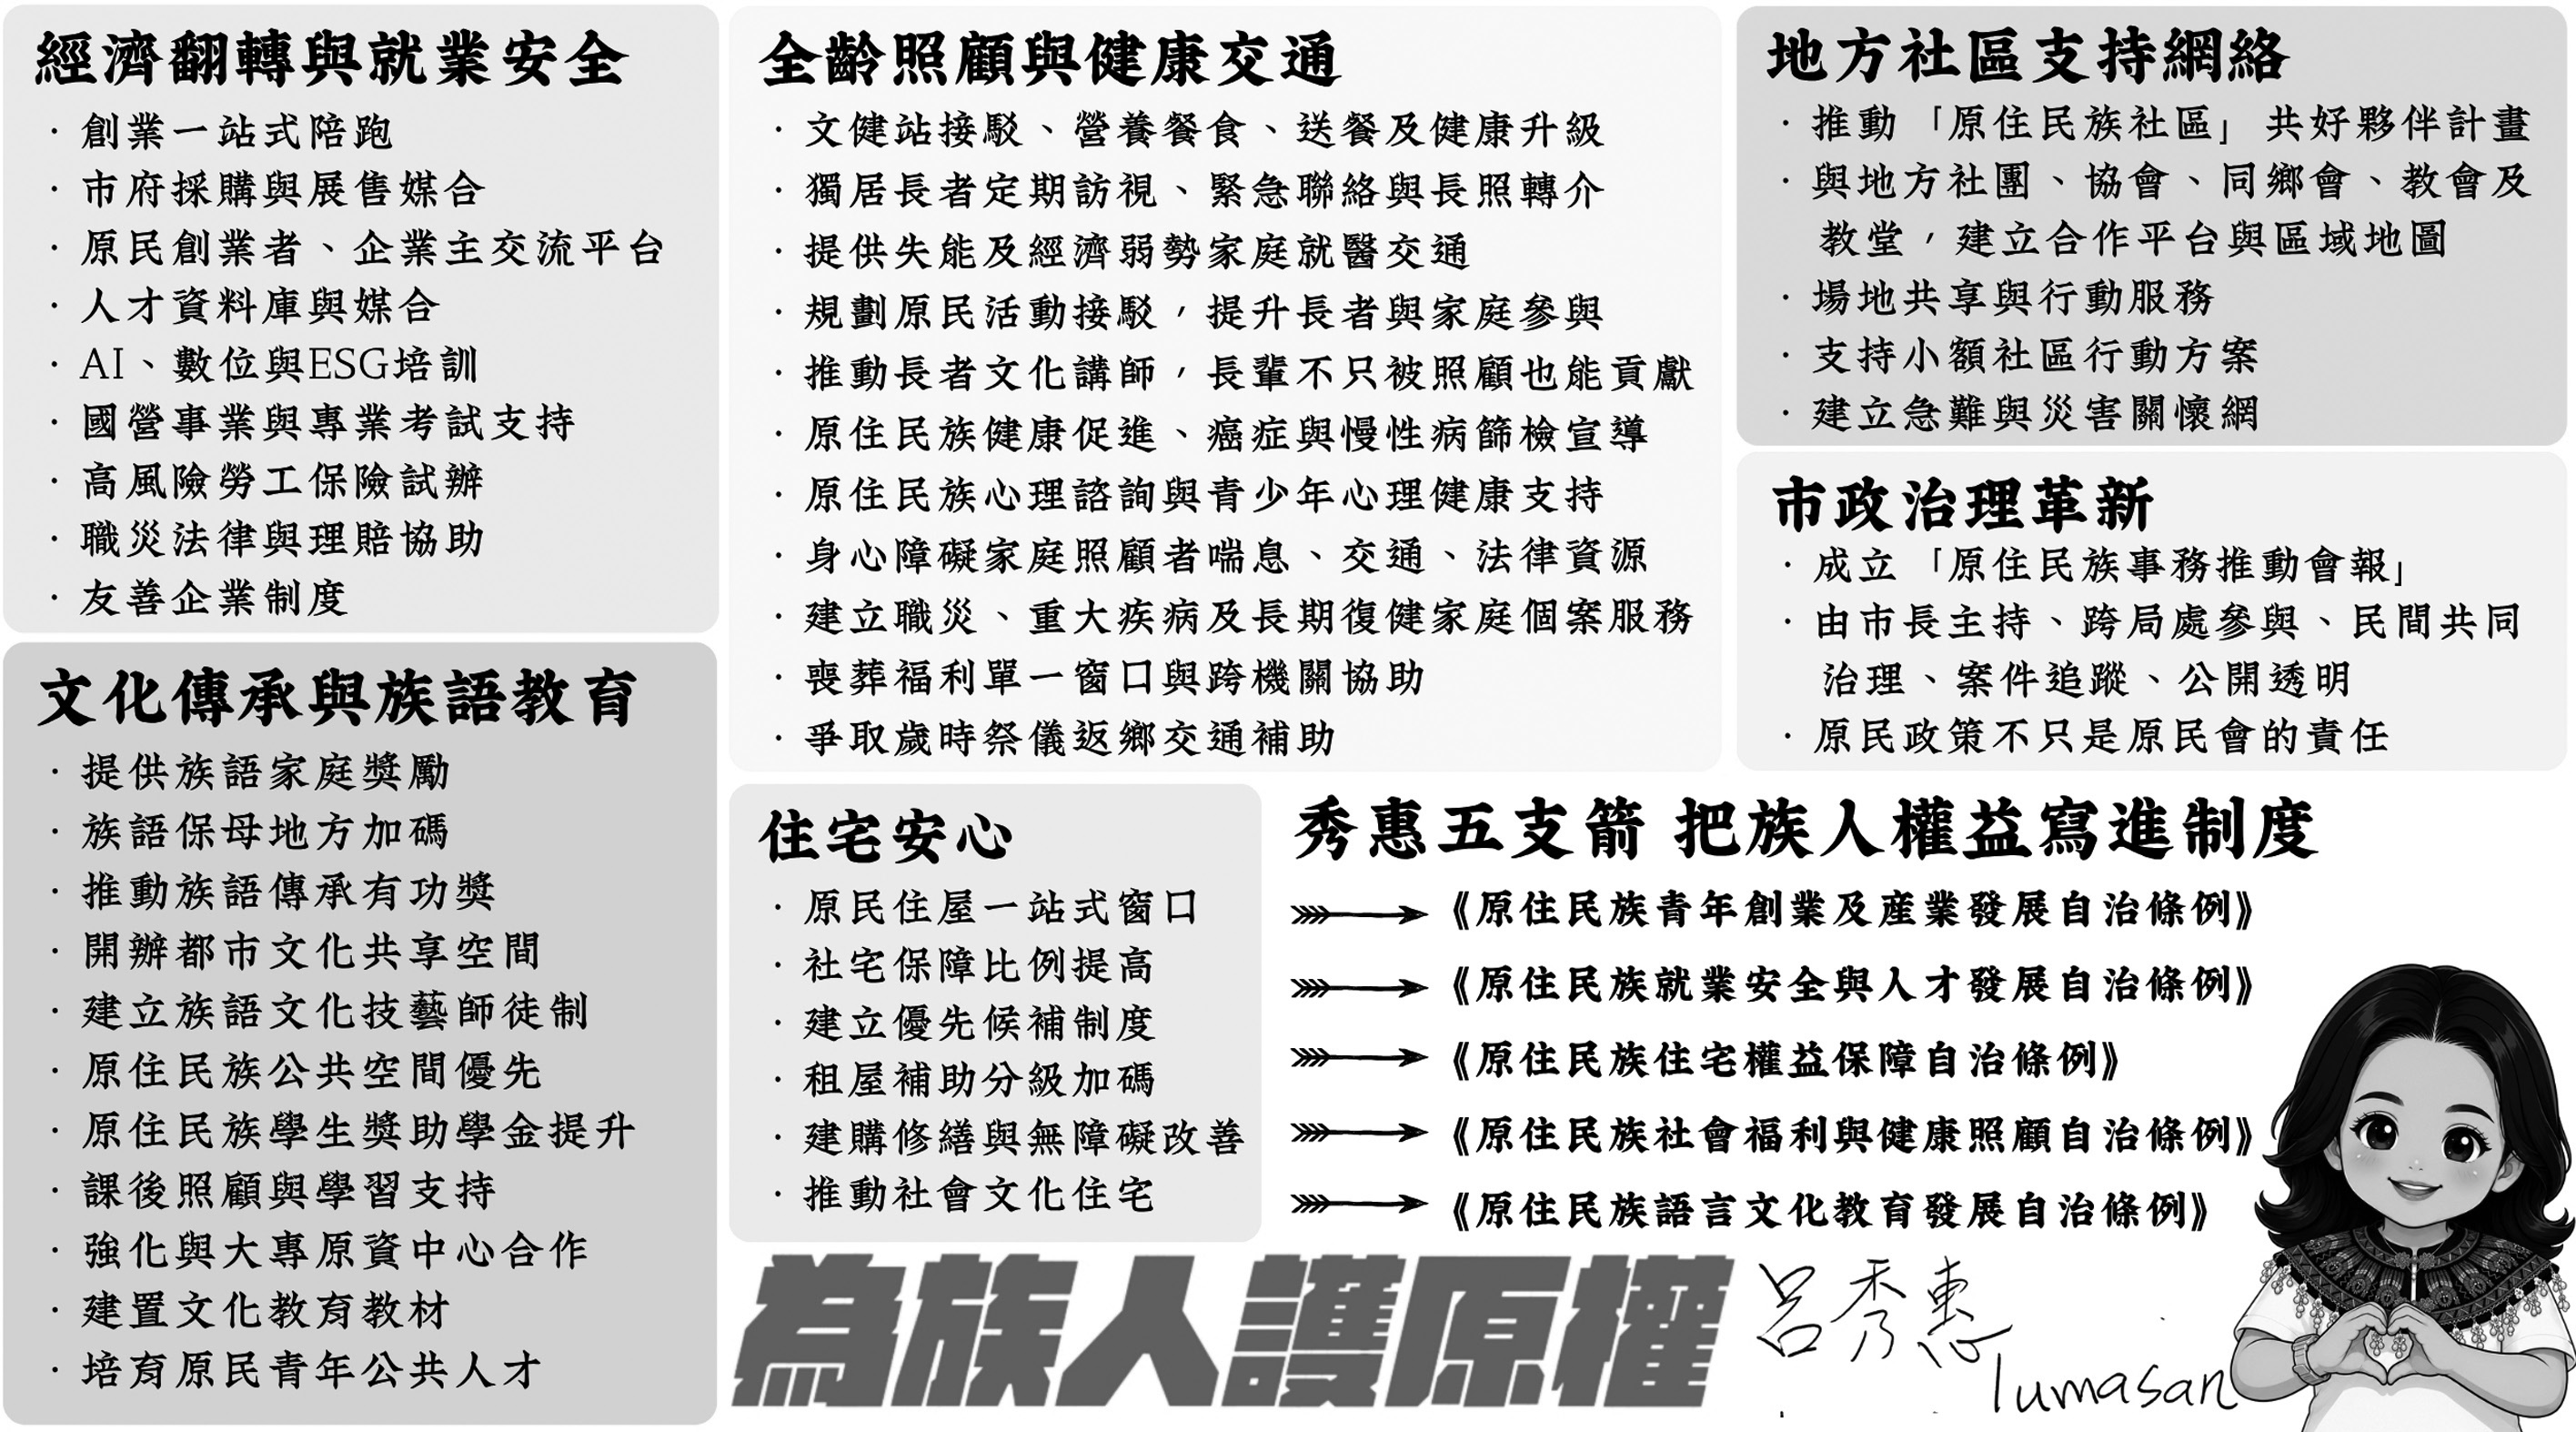 經濟翻轉與就業安全
· 創業一站式陪跑
· 市府採購與展售媒合
· 原民創業者、企業主交流平台
· 人才資料庫與媒合
· AI、數位與ESG培訓
· 國營事業與專業考試支持
· 高風險勞工保險試辦
· 職災法律與理賠協助
· 友善企業制度
文化傳承與族語教育
· 提供族語家庭獎勵
· 族語保母地方加碼
· 推動族語傳承有功獎
· 開辦都市文化共享空間
· 建立族語文化技藝師徒制
· 原住民族公共空間優先
· 原住民族學生獎助學金提升
· 課後照顧與學習支持
· 強化與大專原資中心合作
· 建置文化教育教材
· 培育原民青年公共人才
全齡照顧與健康交通
· 文健站接駁、營養餐食、送餐及健康升級
· 獨居長者定期訪視、緊急聯絡與長照轉介
· 提供失能及經濟弱勢家庭就醫交通
· 規劃原民活動接駁，提升長者與家庭參與
· 推動長者文化講師，長輩不只被照顧也能貢獻
· 原住民族健康促進、癌症與慢性病篩檢宣導
· 原住民族心理諮詢與青少年心理健康支持
· 身心障礙家庭照顧者喘息、交通、法律資源
· 建立職災、重大疾病及長期復健家庭個案服務
· 喪葬福利單一窗口與跨機關協助
· 爭取歲時祭儀返鄉交通補助
住宅安心
· 原民住屋一站式窗口
· 社宅保障比例提高
· 建立優先候補制度
· 租屋補助分級加碼
· 建購修繕與無障礙改善
· 推動社會文化住宅
地方社區支持網絡
· 推動「原住民族社區」共好夥伴計畫
· 與地方社團、協會、同鄉會、教會及
教堂，建立合作平台與區域地圖
· 場地共享與行動服務
· 支持小額社區行動方案
· 建立急難與災害關懷網
市政治理革新
· 成立「原住民族事務推動會報」
· 由市長主持、跨局處參與、民間共同
治理、案件追蹤、公開透明
· 原民政策不只是原民會的責任
秀惠五支箭 把族人權益寫進制度
《原住民族青年創業及產業發展自治條例》
《原住民族就業安全與人才發展自治條例》
《原住民族住宅權益保障自治條例》
《原住民族社會福利與健康照顧自治條例》
《原住民族語言文化教育發展自治條例》
為族人護原權
呂秀惠
lumasan